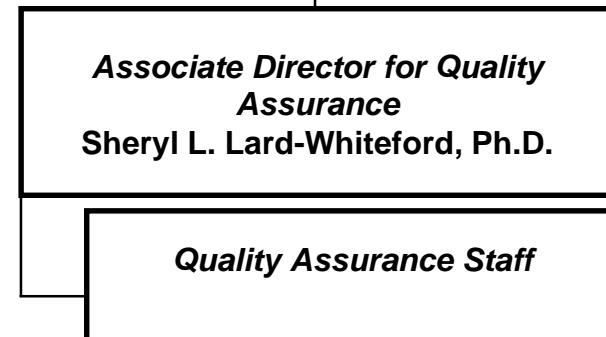 Associate Director for Quality
Assurance
Sheryl L. Lard-Whiteford, Ph.D.
Quality Assurance Staff